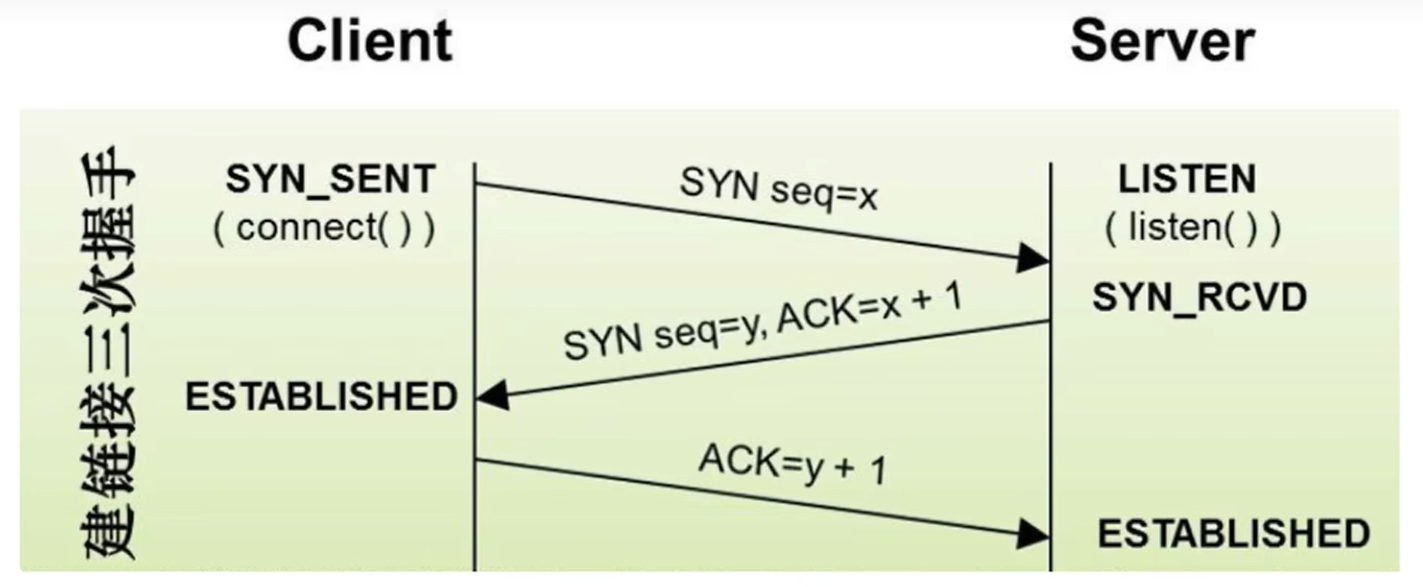 Client
Server
建链接三次握手
SYN_SENT
( connect( ) )
SYN seq=x
LISTEN
( listen( ) )
SYN_RCVD
SYN seq=y, ACK=x + 1
ESTABLISHED
ACK=y + 1
ESTABLISHED